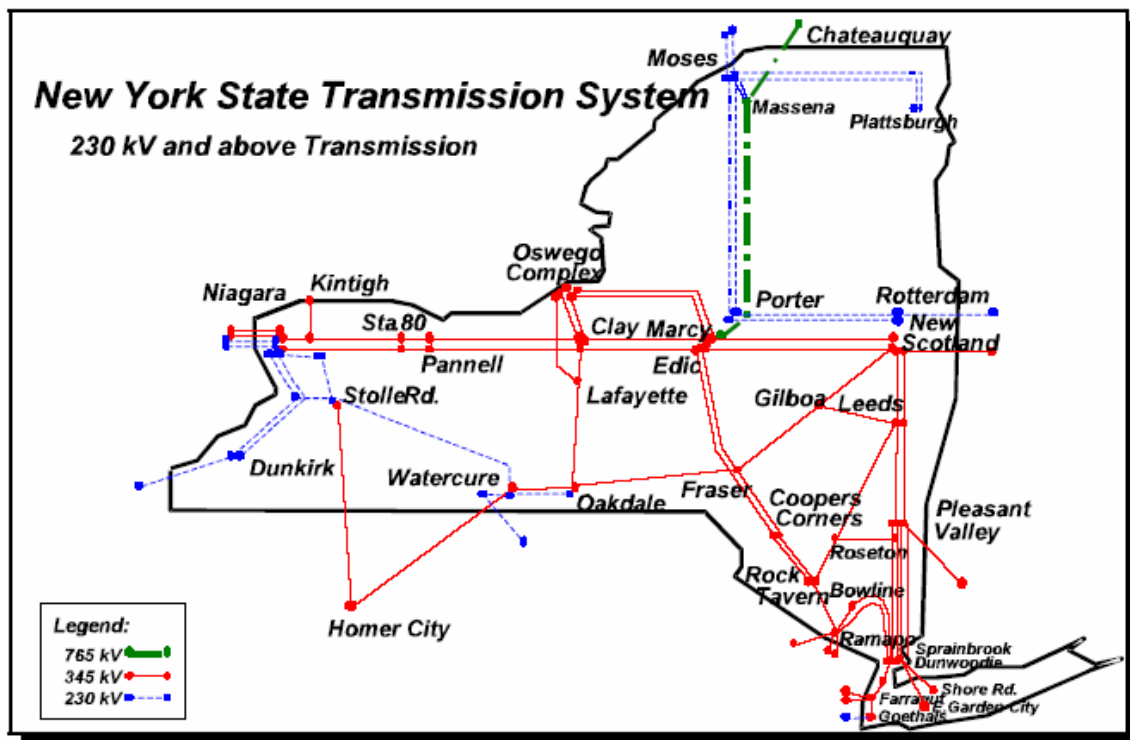 New York State Transmission System
230 kV and above Transmission
Chateauquay
Moses
Massena
Plattsburgh
Oswego
Complex
Niagara
Kintigh
Sta 80
Pannell
Clay
Marcy
Edic
Porter
Rotterdam
New
Scotland
StolleRd.
Lafayette
Gilboa
Leeds
Dunkirk
Watercure
Oakdale
Fraser
Coopers
Corners
Pleasant
Valley
Roseton
Rock
Tavern
Bowline
Homer City
Ramapo
Sprainbrook
Dunwoodie
Shore Rd.
Farragut
E. Garden City
Goethals
Legend:
765 kV
345 kV
230 kV